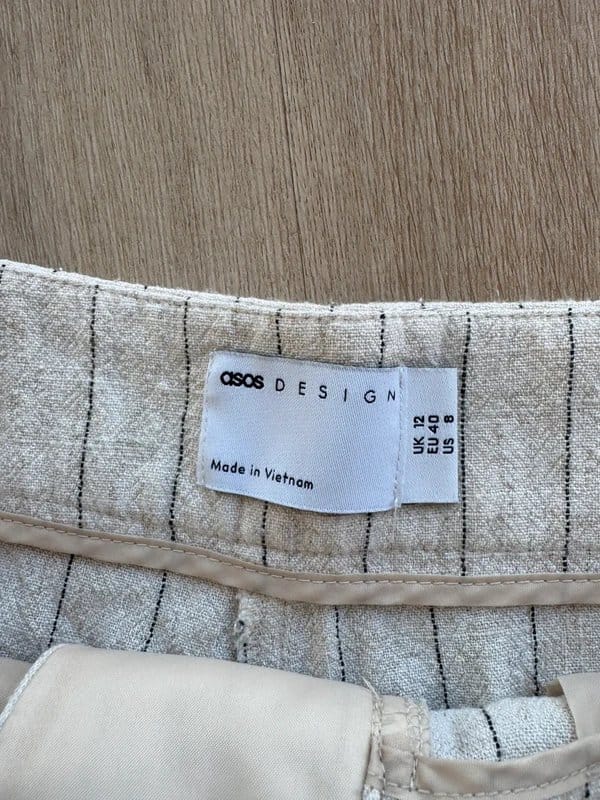 asos DESIGN
Made in Vietnam
UK 12
EU 40
US 8